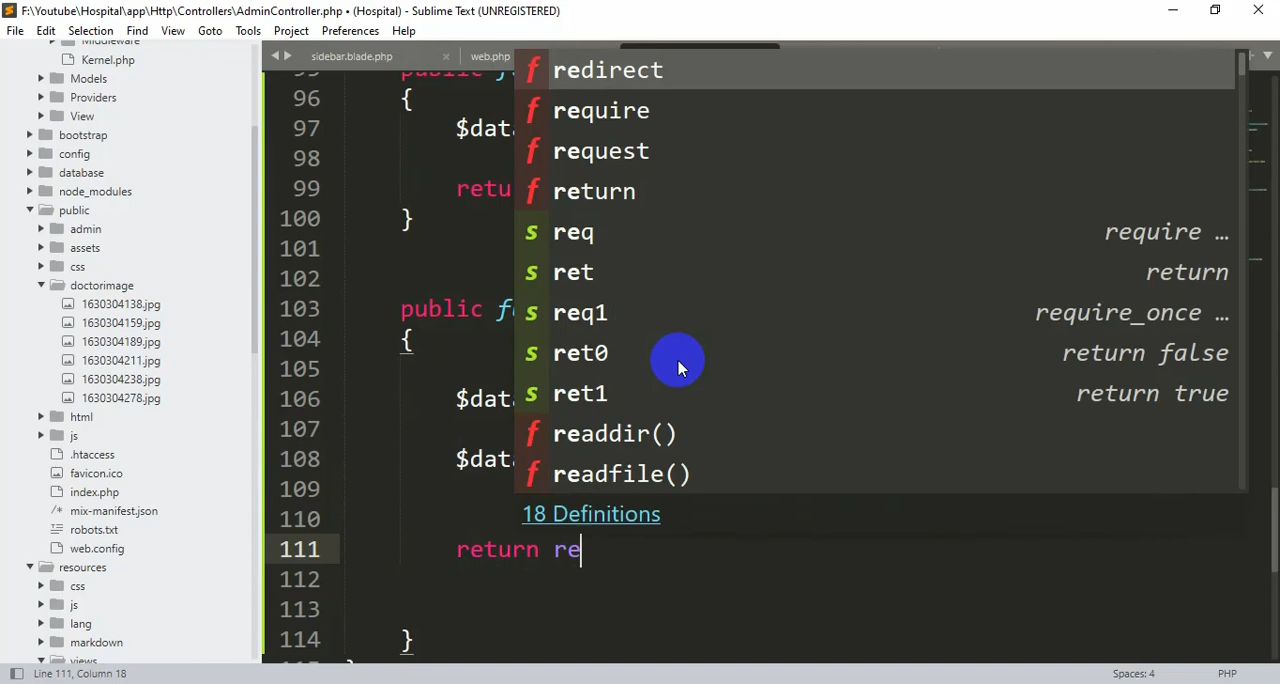 F:\Youtube\Hospital\app\Http\Controllers\AdminController.php • (Hospital) - Sublime Text (UNREGISTERED)
File Edit Selection Find View Goto Tools Project Preferences Help
Middleware
Kernel.php
Models
Providers
View
bootstrap
config
database
node_modules
public
admin
assets
css
doctorimage
1630304138.jpg
1630304159.jpg
1630304189.jpg
1630304211.jpg
1630304238.jpg
1630304278.jpg
html
js
.htaccess
favicon.ico
index.php
/* mix-manifest.json
robots.txt
web.config
resources
css
js
lang
markdown
views
sidebar.blade.php × web.php
95 public f
96 {
97 $dat
98
99 retu
100 }
101
102
103 public f
104 {
105
106 $dat
107
108 $dat
109
110
111 return re
112
113
114 }
f redirect
f require
f request
f return
s req require …
s ret return
s req1 require_once …
s ret0 return false
s ret1 return true
f readdir()
f readfile()
18 Definitions
Line 111, Column 18 Spaces: 4 PHP